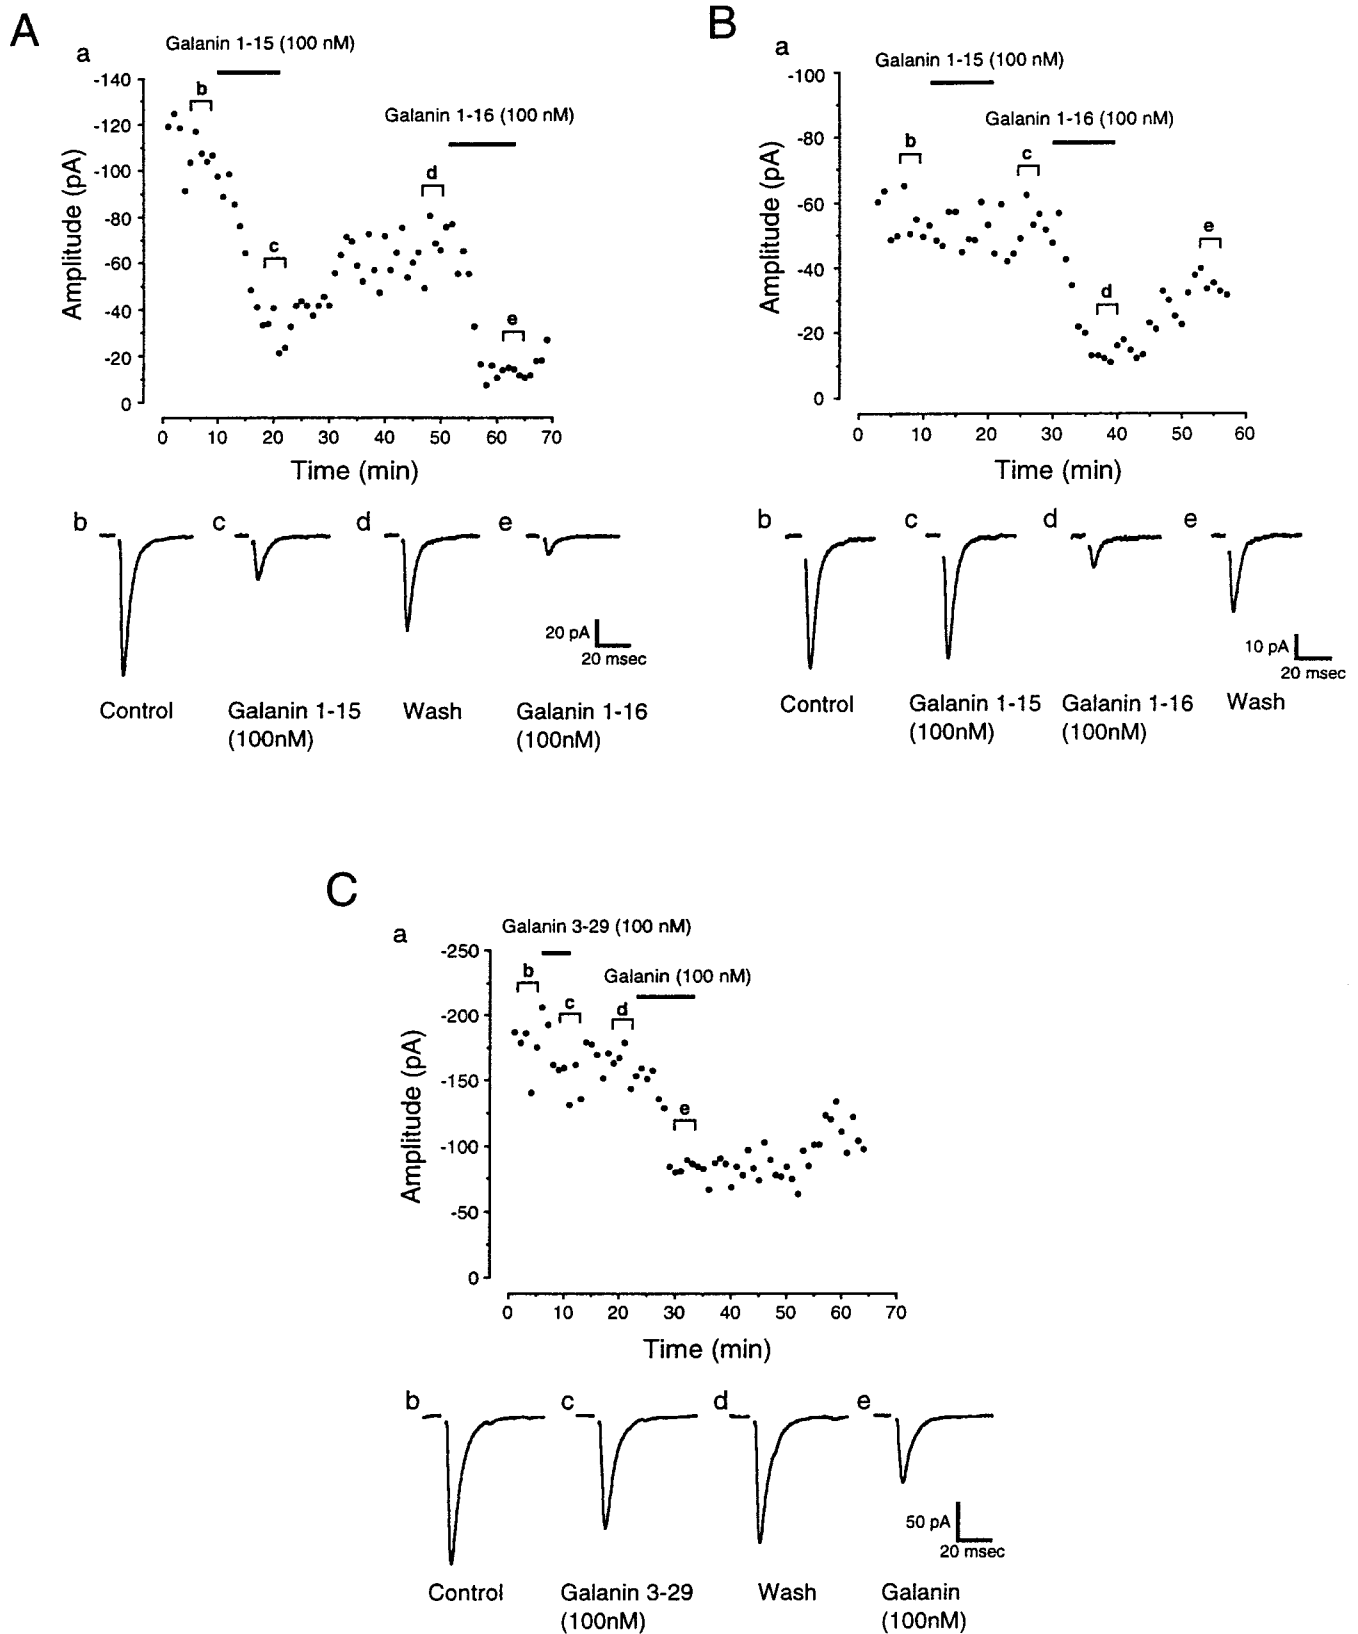 A
a
Galanin 1-15 (100 nM)
b
Galanin 1-16 (100 nM)
d
c
e
-140
-120
-100
-80
-60
-40
-20
0
Amplitude (pA)
0 10 20 30 40 50 60 70
Time (min)
b c d e
20 pA
20 msec
Control Galanin 1-15 (100nM) Wash Galanin 1-16 (100nM)
B
a
Galanin 1-15 (100 nM)
Galanin 1-16 (100 nM)
b
c
e
d
-100
-80
-60
-40
-20
0
Amplitude (pA)
0 10 20 30 40 50 60
Time (min)
b c d e
10 pA
20 msec
Control Galanin 1-15 (100nM) Galanin 1-16 (100nM) Wash
C
a
Galanin 3-29 (100 nM)
Galanin (100 nM)
b
c
d
e
-250
-200
-150
-100
-50
0
Amplitude (pA)
0 10 20 30 40 50 60 70
Time (min)
b c d e
50 pA
20 msec
Control Galanin 3-29 (100nM) Wash Galanin (100nM)